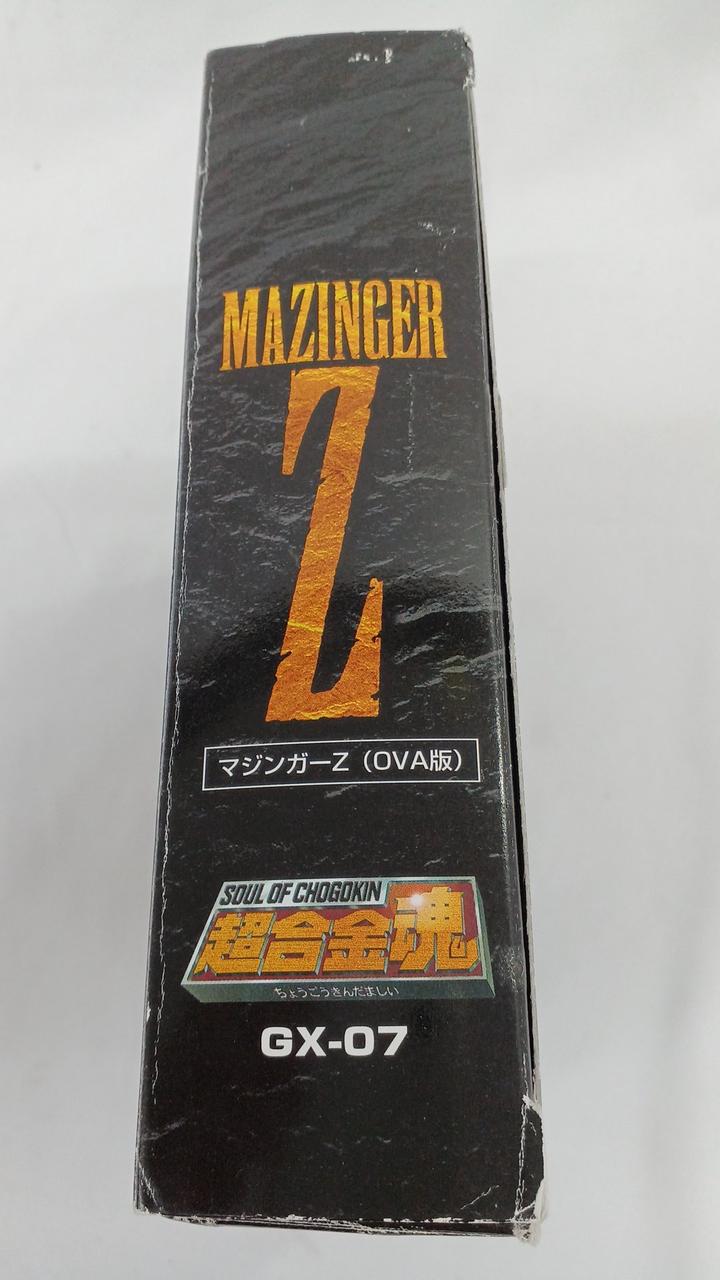 MAZINGER
Z
マジンガーZ（OVA版）
SOUL OF CHOGOKIN
超合金魂
ちょうごうきんだましい
GX-07